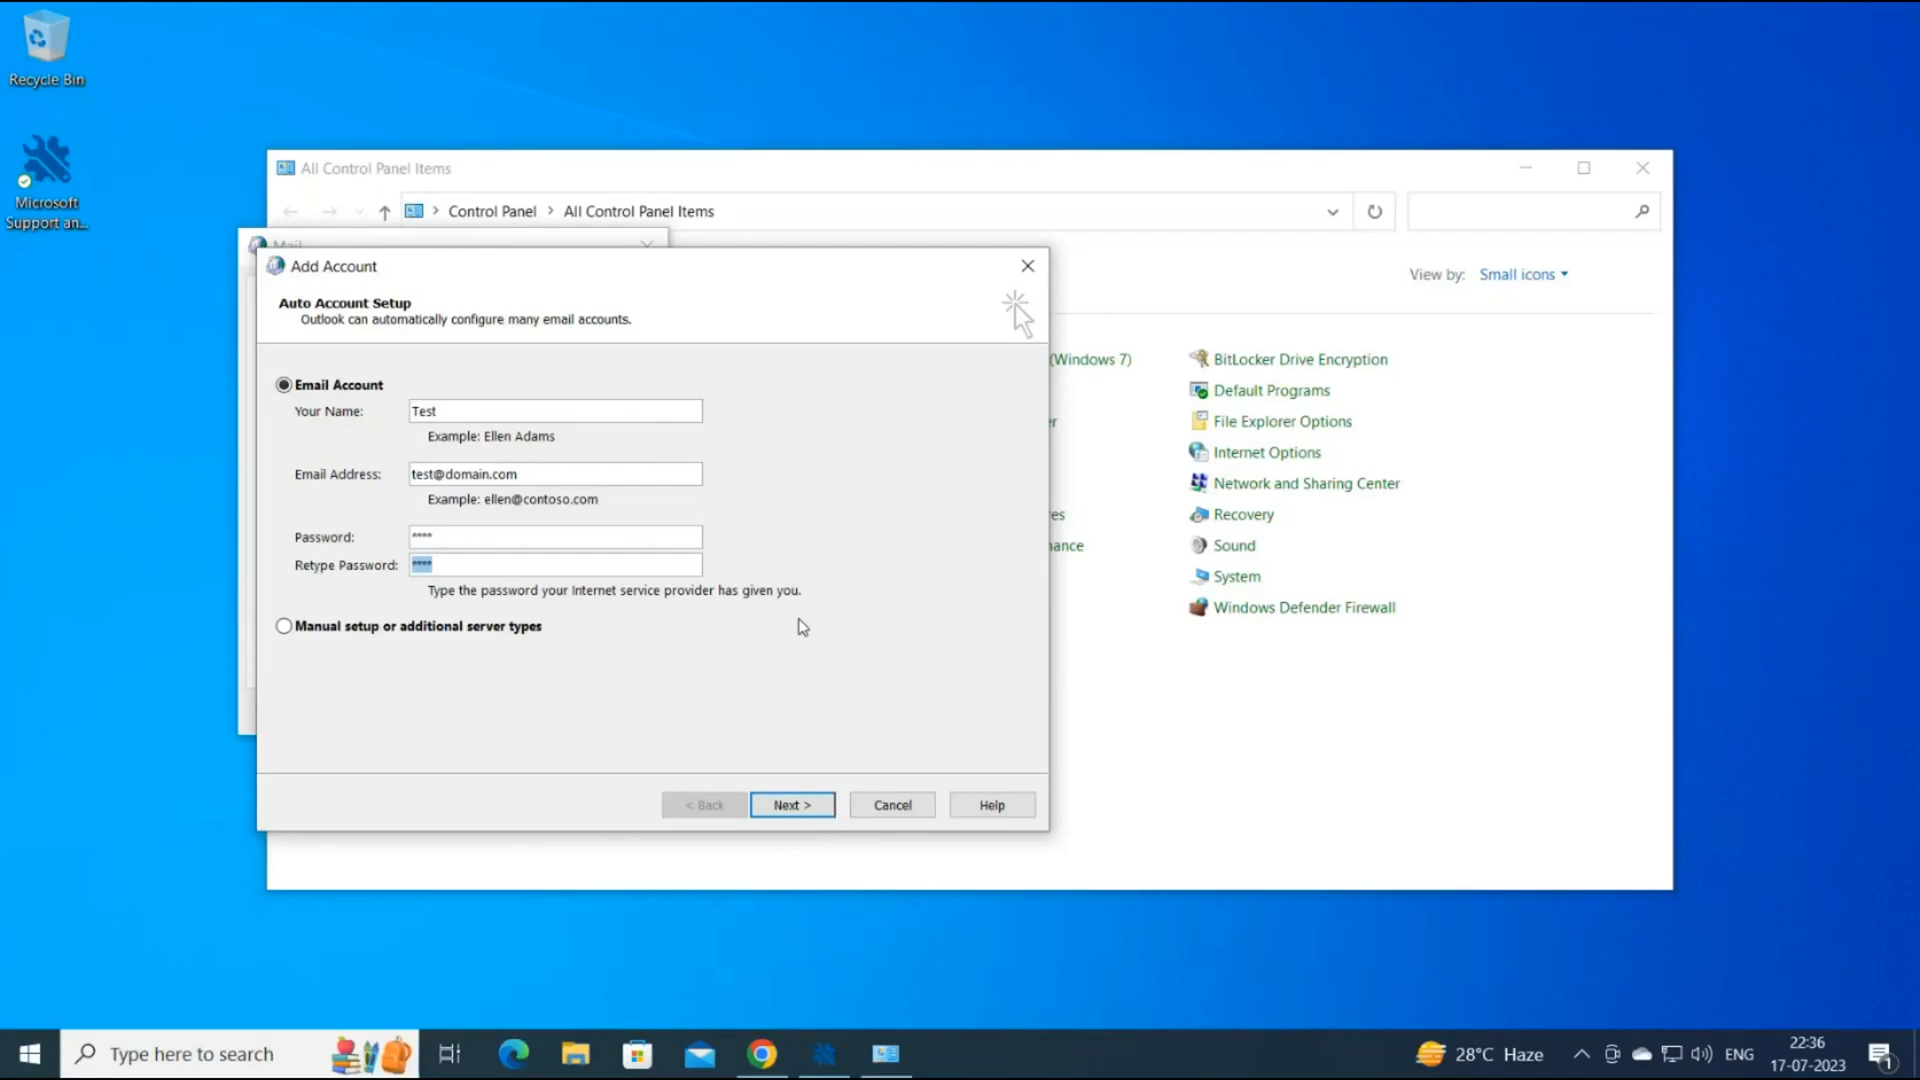 Recycle Bin
Microsoft
Support an...
All Control Panel Items
Control Panel > All Control Panel Items
View by: Small icons
Mail
Add Account
Auto Account Setup
Outlook can automatically configure many email accounts.
Email Account
Your Name: Test
Example: Ellen Adams
Email Address: test@domain.com
Example: ellen@contoso.com
Password: ****
Retype Password: ****
Type the password your Internet service provider has given you.
Manual setup or additional server types
< Back Next > Cancel Help
(Windows 7)
er
es
ance
BitLocker Drive Encryption
Default Programs
File Explorer Options
Internet Options
Network and Sharing Center
Recovery
Sound
System
Windows Defender Firewall
Type here to search
28°C Haze
ENG
22:36
17-07-2023
1